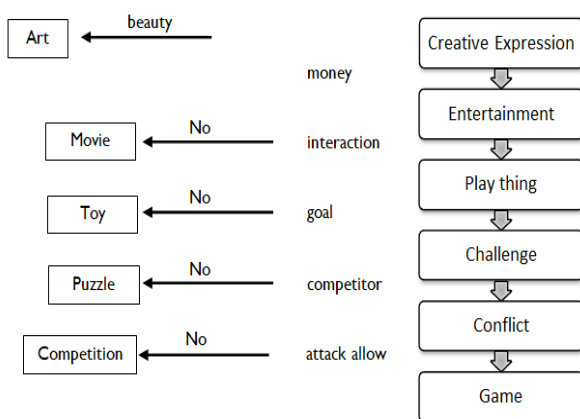 beauty
Art
Creative Expression
money
Entertainment
No
Movie
interaction
Play thing
No
Toy
goal
Challenge
No
Puzzle
competitor
Conflict
No
Competition
attack allow
Game